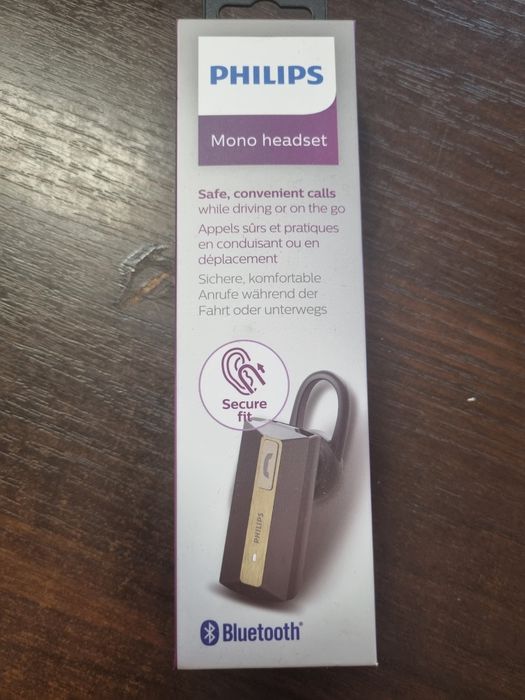 PHILIPS
Mono headset
Safe, convenient calls
while driving or on the go
Appels sûrs et pratiques
en conduisant ou en
déplacement
Sichere, komfortable
Anrufe während der
Fahrt oder unterwegs
Secure
fit
PHILIPS
Bluetooth®